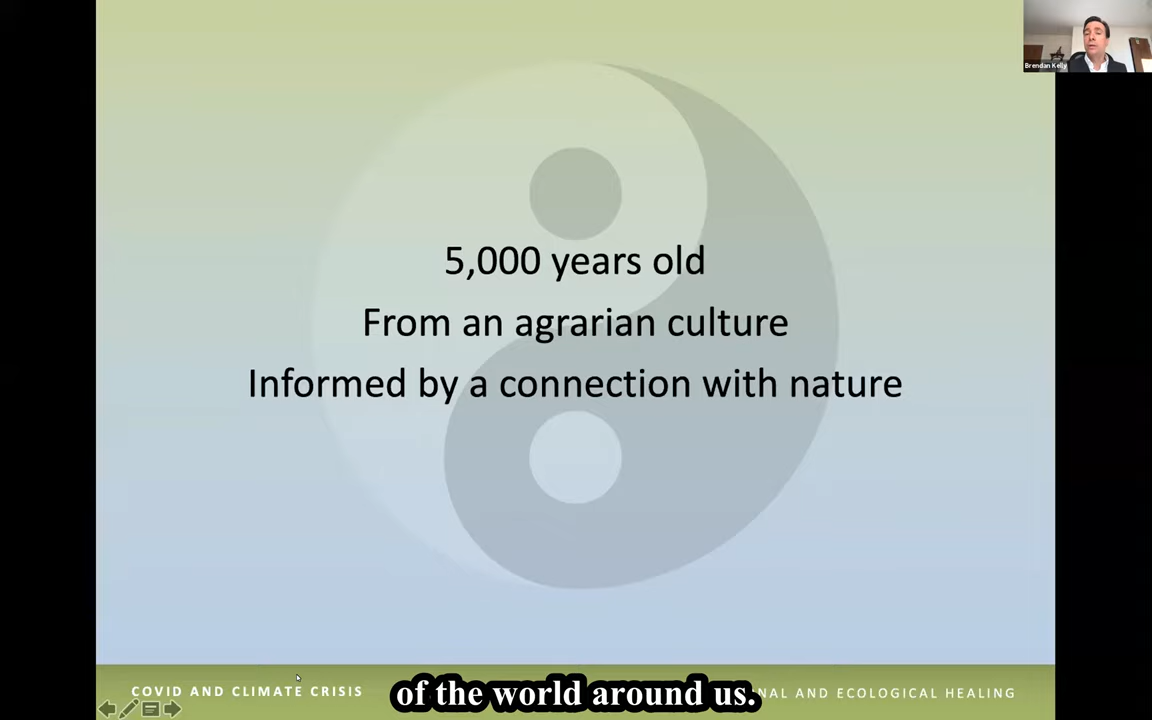 Brendan Kelly
5,000 years old
From an agrarian culture
Informed by a connection with nature
COVID AND CLIMATE CRISIS
AND ECOLOGICAL HEALING
of the world around us.